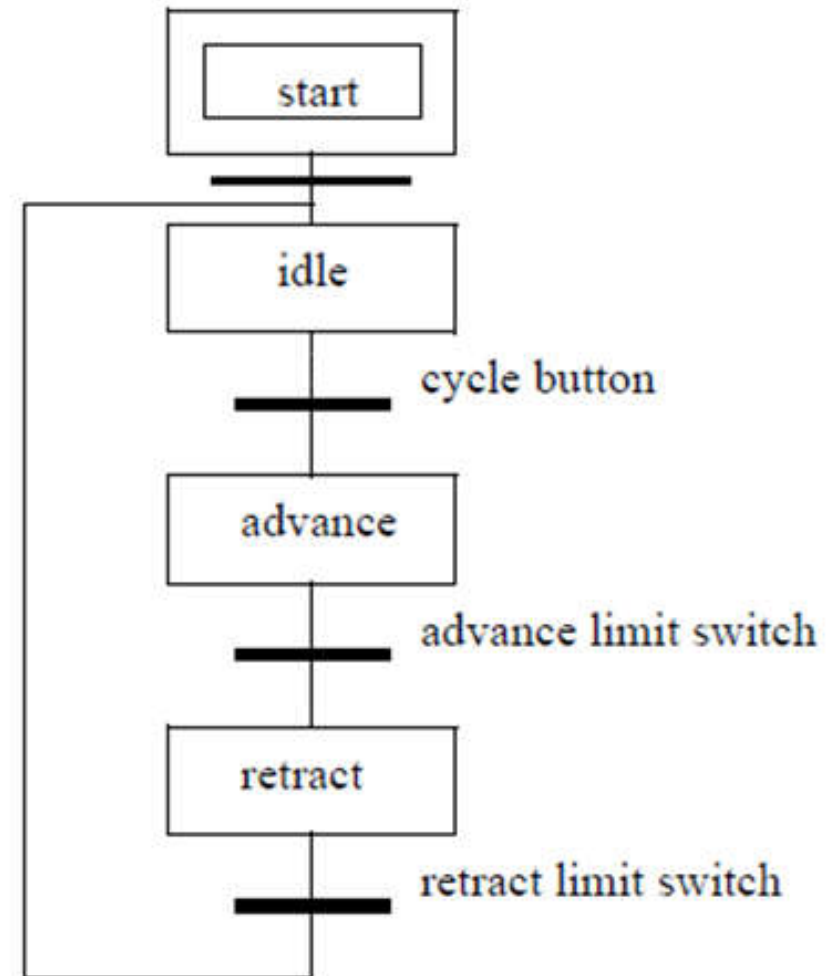 start
idle
cycle button
advance
advance limit switch
retract
retract limit switch